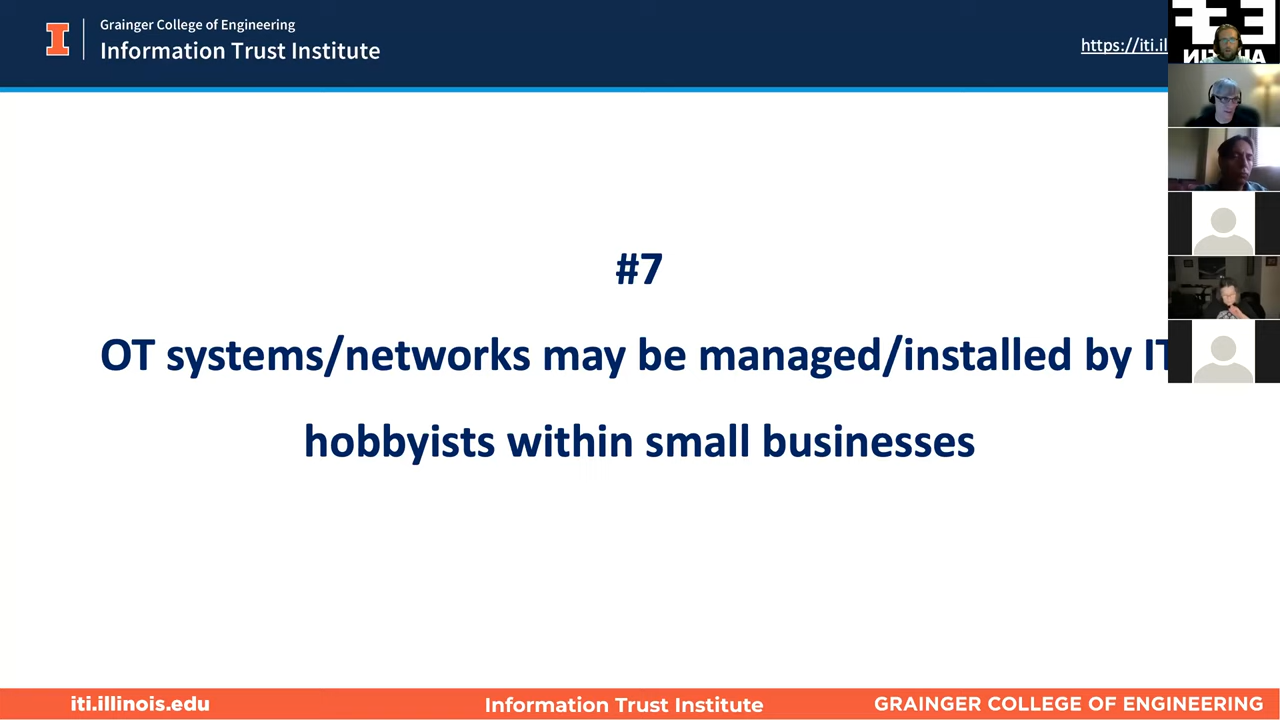 Grainger College of Engineering
Information Trust Institute
https://iti.il
#7
OT systems/networks may be managed/installed by IT
hobbyists within small businesses
iti.illinois.edu
Information Trust Institute
GRAINGER COLLEGE OF ENGINEERING